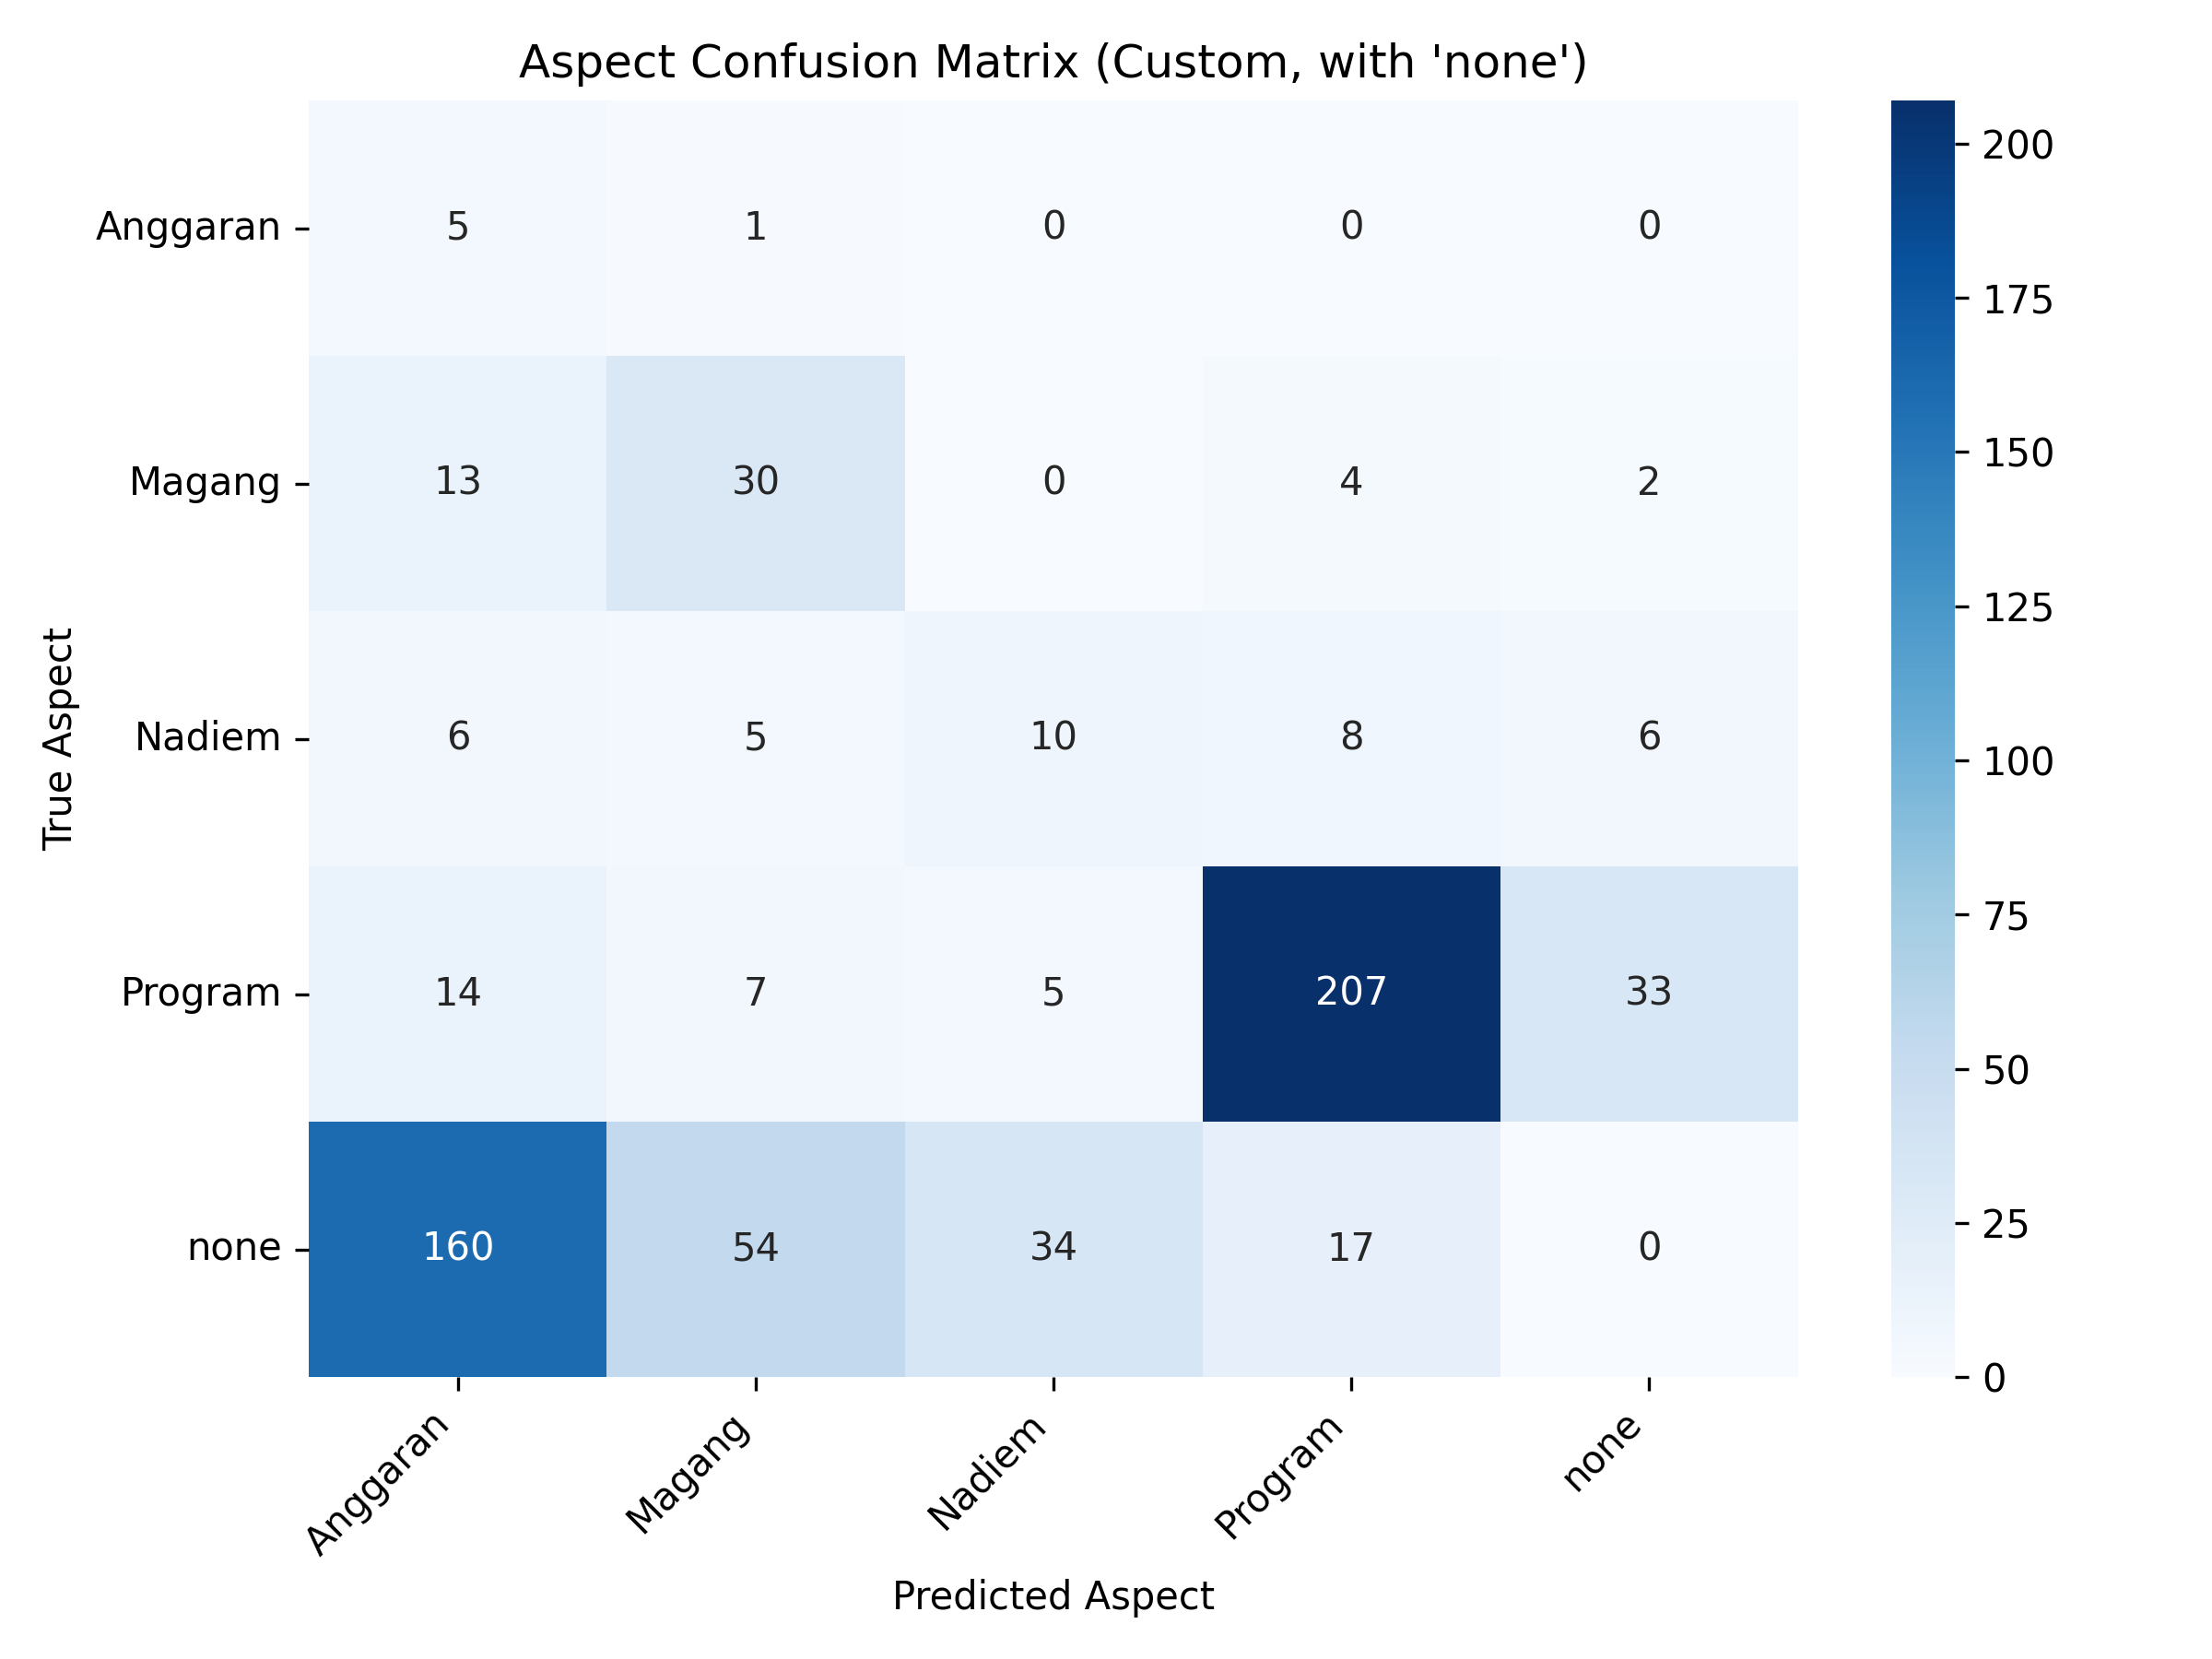 Aspect Confusion Matrix (Custom, with 'none')
True Aspect
Anggaran 5 1 0 0 0
Magang 13 30 0 4 2
Nadiem 6 5 10 8 6
Program 14 7 5 207 33
none 160 54 34 17 0
Anggaran Magang Nadiem Program none
Predicted Aspect
200
175
150
125
100
75
50
25
0